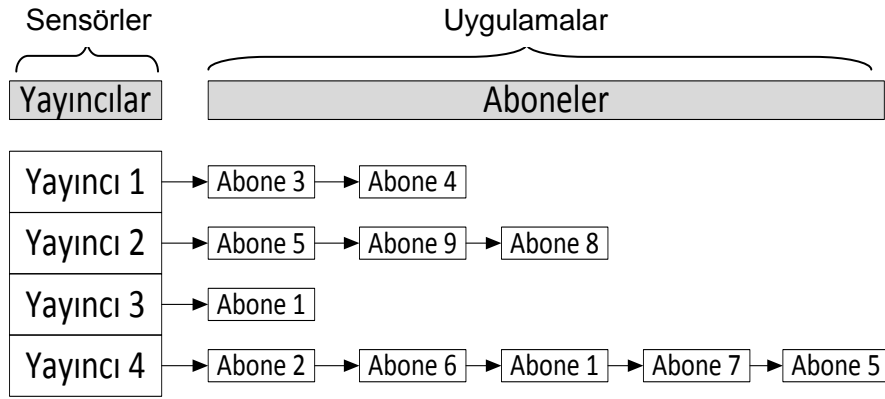 Sensörler Uygulamalar
Yayıncılar Aboneler
Yayıncı 1 Abone 3 Abone 4
Yayıncı 2 Abone 5 Abone 9 Abone 8
Yayıncı 3 Abone 1
Yayıncı 4 Abone 2 Abone 6 Abone 1 Abone 7 Abone 5